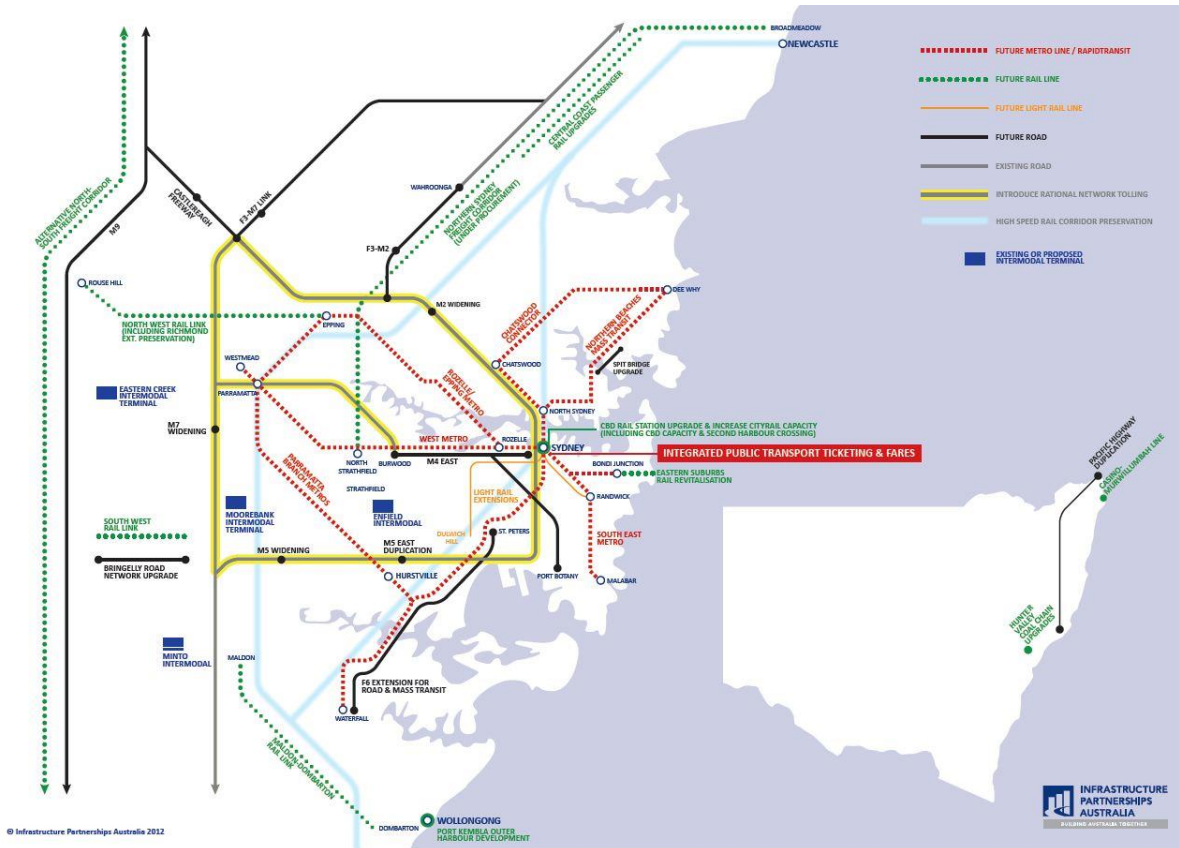 BROADMEADOW
NEWCASTLE
FUTURE METRO LINE / RAPIDTRANSIT
FUTURE RAIL LINE
FUTURE LIGHT RAIL LINE
FUTURE ROAD
EXISTING ROAD
INTRODUCE RATIONAL NETWORK TOLLING
HIGH SPEED RAIL CORRIDOR PRESERVATION
EXISTING OR PROPOSED
INTERMODAL TERMINAL
CENTRAL COAST PASSENGER
RAIL UPGRADES
WAHROONGA
NORTHERN SYDNEY
FREIGHT CORRIDOR
(UNDER PROCUREMENT)
ALTERNATIVE NORTH-
SOUTH FREIGHT CORRIDOR
M9
CASTLEREAGH
FREEWAY
F3-M7 LINK
F3-M2
ROUSE HILL
NORTH WEST RAIL LINK
(INCLUDING RICHMOND
EXT. PRESERVATION)
EPPING
M2 WIDENING
CHATSWOOD
CONNECTOR
DEE WHY
NORTHERN BEACHES
MASS TRANSIT
SPIT BRIDGE
UPGRADE
WESTMEAD
PARRAMATTA
CHATSWOOD
ROZELLE/
EPPING METRO
EASTERN CREEK
INTERMODAL
TERMINAL
M7
WIDENING
NORTH SYDNEY
CBD RAIL STATION UPGRADE & INCREASE CITYRAIL CAPACITY
(INCLUDING CBD CAPACITY & SECOND HARBOUR CROSSING)
WEST METRO
ROZELLE
SYDNEY
INTEGRATED PUBLIC TRANSPORT TICKETING & FARES
NORTH
STRATHFIELD
BURWOOD
M4 EAST
STRATHFIELD
BONDI JUNCTION
EASTERN SUBURBS
RAIL REVITALISATION
PARRAMATTA
BRANCH METROS
LIGHT RAIL
EXTENSIONS
RANDWICK
MOOREBANK
INTERMODAL
TERMINAL
ENFIELD
INTERMODAL
SOUTH WEST
RAIL LINK
DULWICH
HILL
ST. PETERS
SOUTH EAST
METRO
M5 WIDENING
M5 EAST
DUPLICATION
BRINGELLY ROAD
NETWORK UPGRADE
HURSTVILLE
PORT BOTANY
MALABAR
MINTO
INTERMODAL
MALDON
F6 EXTENSION FOR
ROAD & MASS TRANSIT
WATERFALL
MALDON-DOMBARTON
RAIL LINK
DOMBARTON
WOLLONGONG
PORT KEMBLA OUTER
HARBOUR DEVELOPMENT
PACIFIC HIGHWAY
DUPLICATION
CASINO-
MURWILLUMBAH LINE
HUNTER
VALLEY
COAL CHAIN
UPGRADES
INFRASTRUCTURE
PARTNERSHIPS
AUSTRALIA
BUILDING AUSTRALIA TOGETHER
© Infrastructure Partnerships Australia 2012